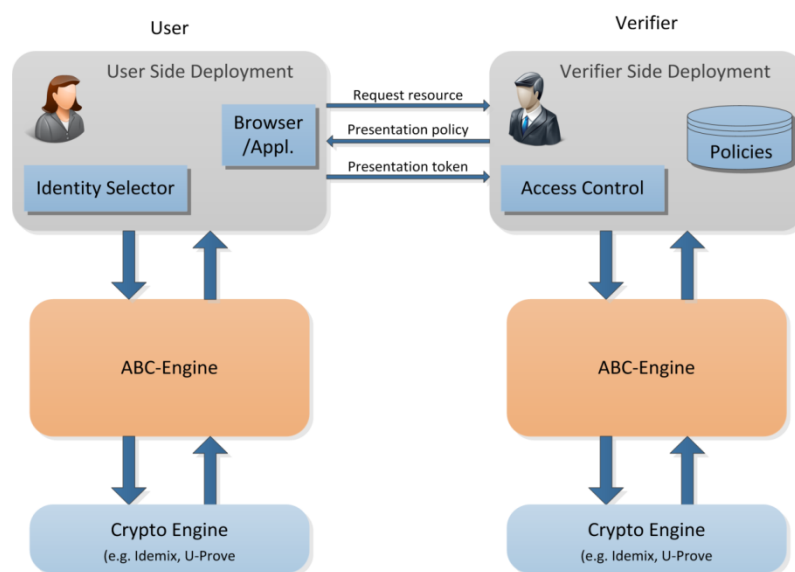 User
Verifier
User Side Deployment
Verifier Side Deployment
Request resource
Browser
/Appl.
Presentation policy
Policies
Presentation token
Identity Selector
Access Control
ABC-Engine
ABC-Engine
Crypto Engine
(e.g. Idemix, U-Prove
Crypto Engine
(e.g. Idemix, U-Prove